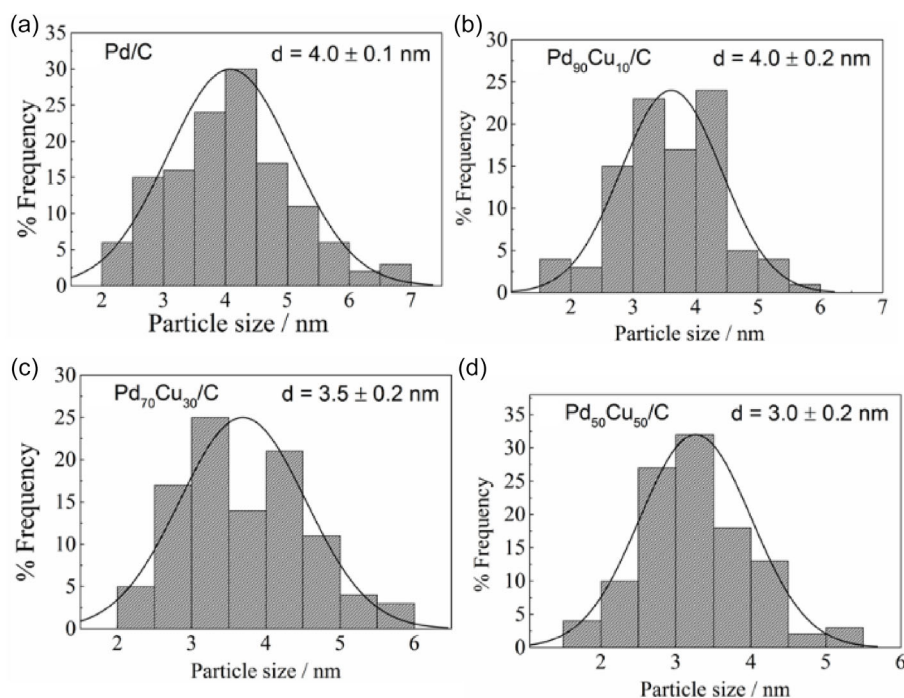 (a)
Pd/C
d = 4.0 ± 0.1 nm
% Frequency
35
30
25
20
15
10
5
0
2 3 4 5 6 7
Particle size / nm
(b)
Pd₉₀Cu₁₀/C
d = 4.0 ± 0.2 nm
% Frequency
30
25
20
15
10
5
0
2 3 4 5 6 7
Particle size / nm
(c)
Pd₇₀Cu₃₀/C
d = 3.5 ± 0.2 nm
% Frequency
30
25
20
15
10
5
0
2 3 4 5 6
Particle size / nm
(d)
Pd₅₀Cu₅₀/C
d = 3.0 ± 0.2 nm
% Frequency
35
30
25
20
15
10
5
0
2 3 4 5 6
Particle size / nm